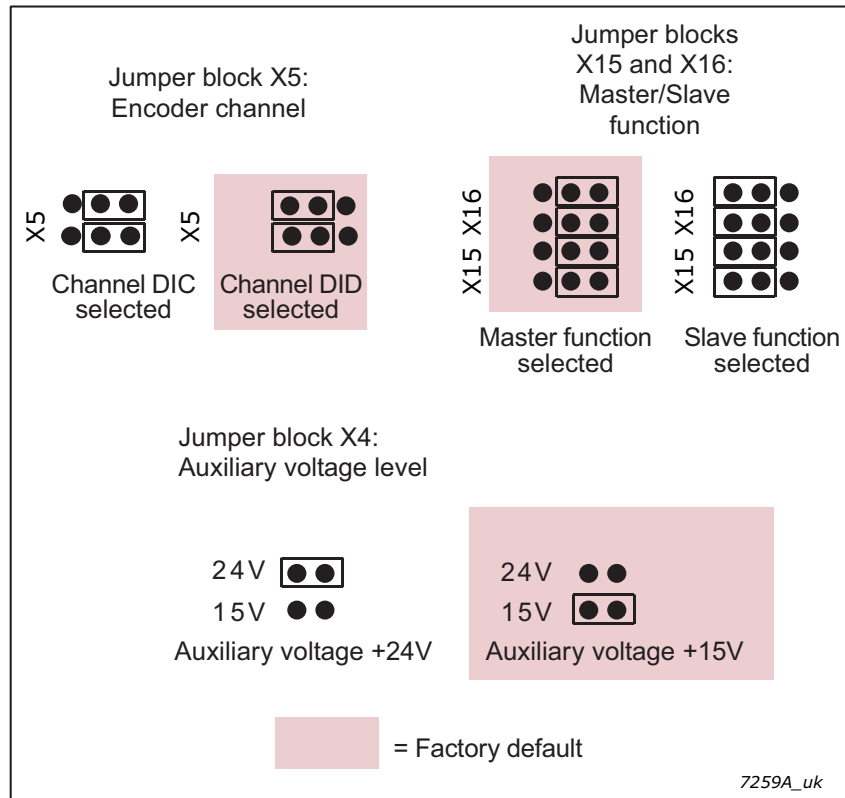 Jumper block X5:
Encoder channel
Jumper blocks
X15 and X16:
Master/Slave
function
X5
Channel DIC
selected
X5
Channel DID
selected
X15 X16
Master function
selected
X15 X16
Slave function
selected
Jumper block X4:
Auxiliary voltage level
24V
15V
Auxiliary voltage +24V
24V
15V
Auxiliary voltage +15V
= Factory default
7259A_uk